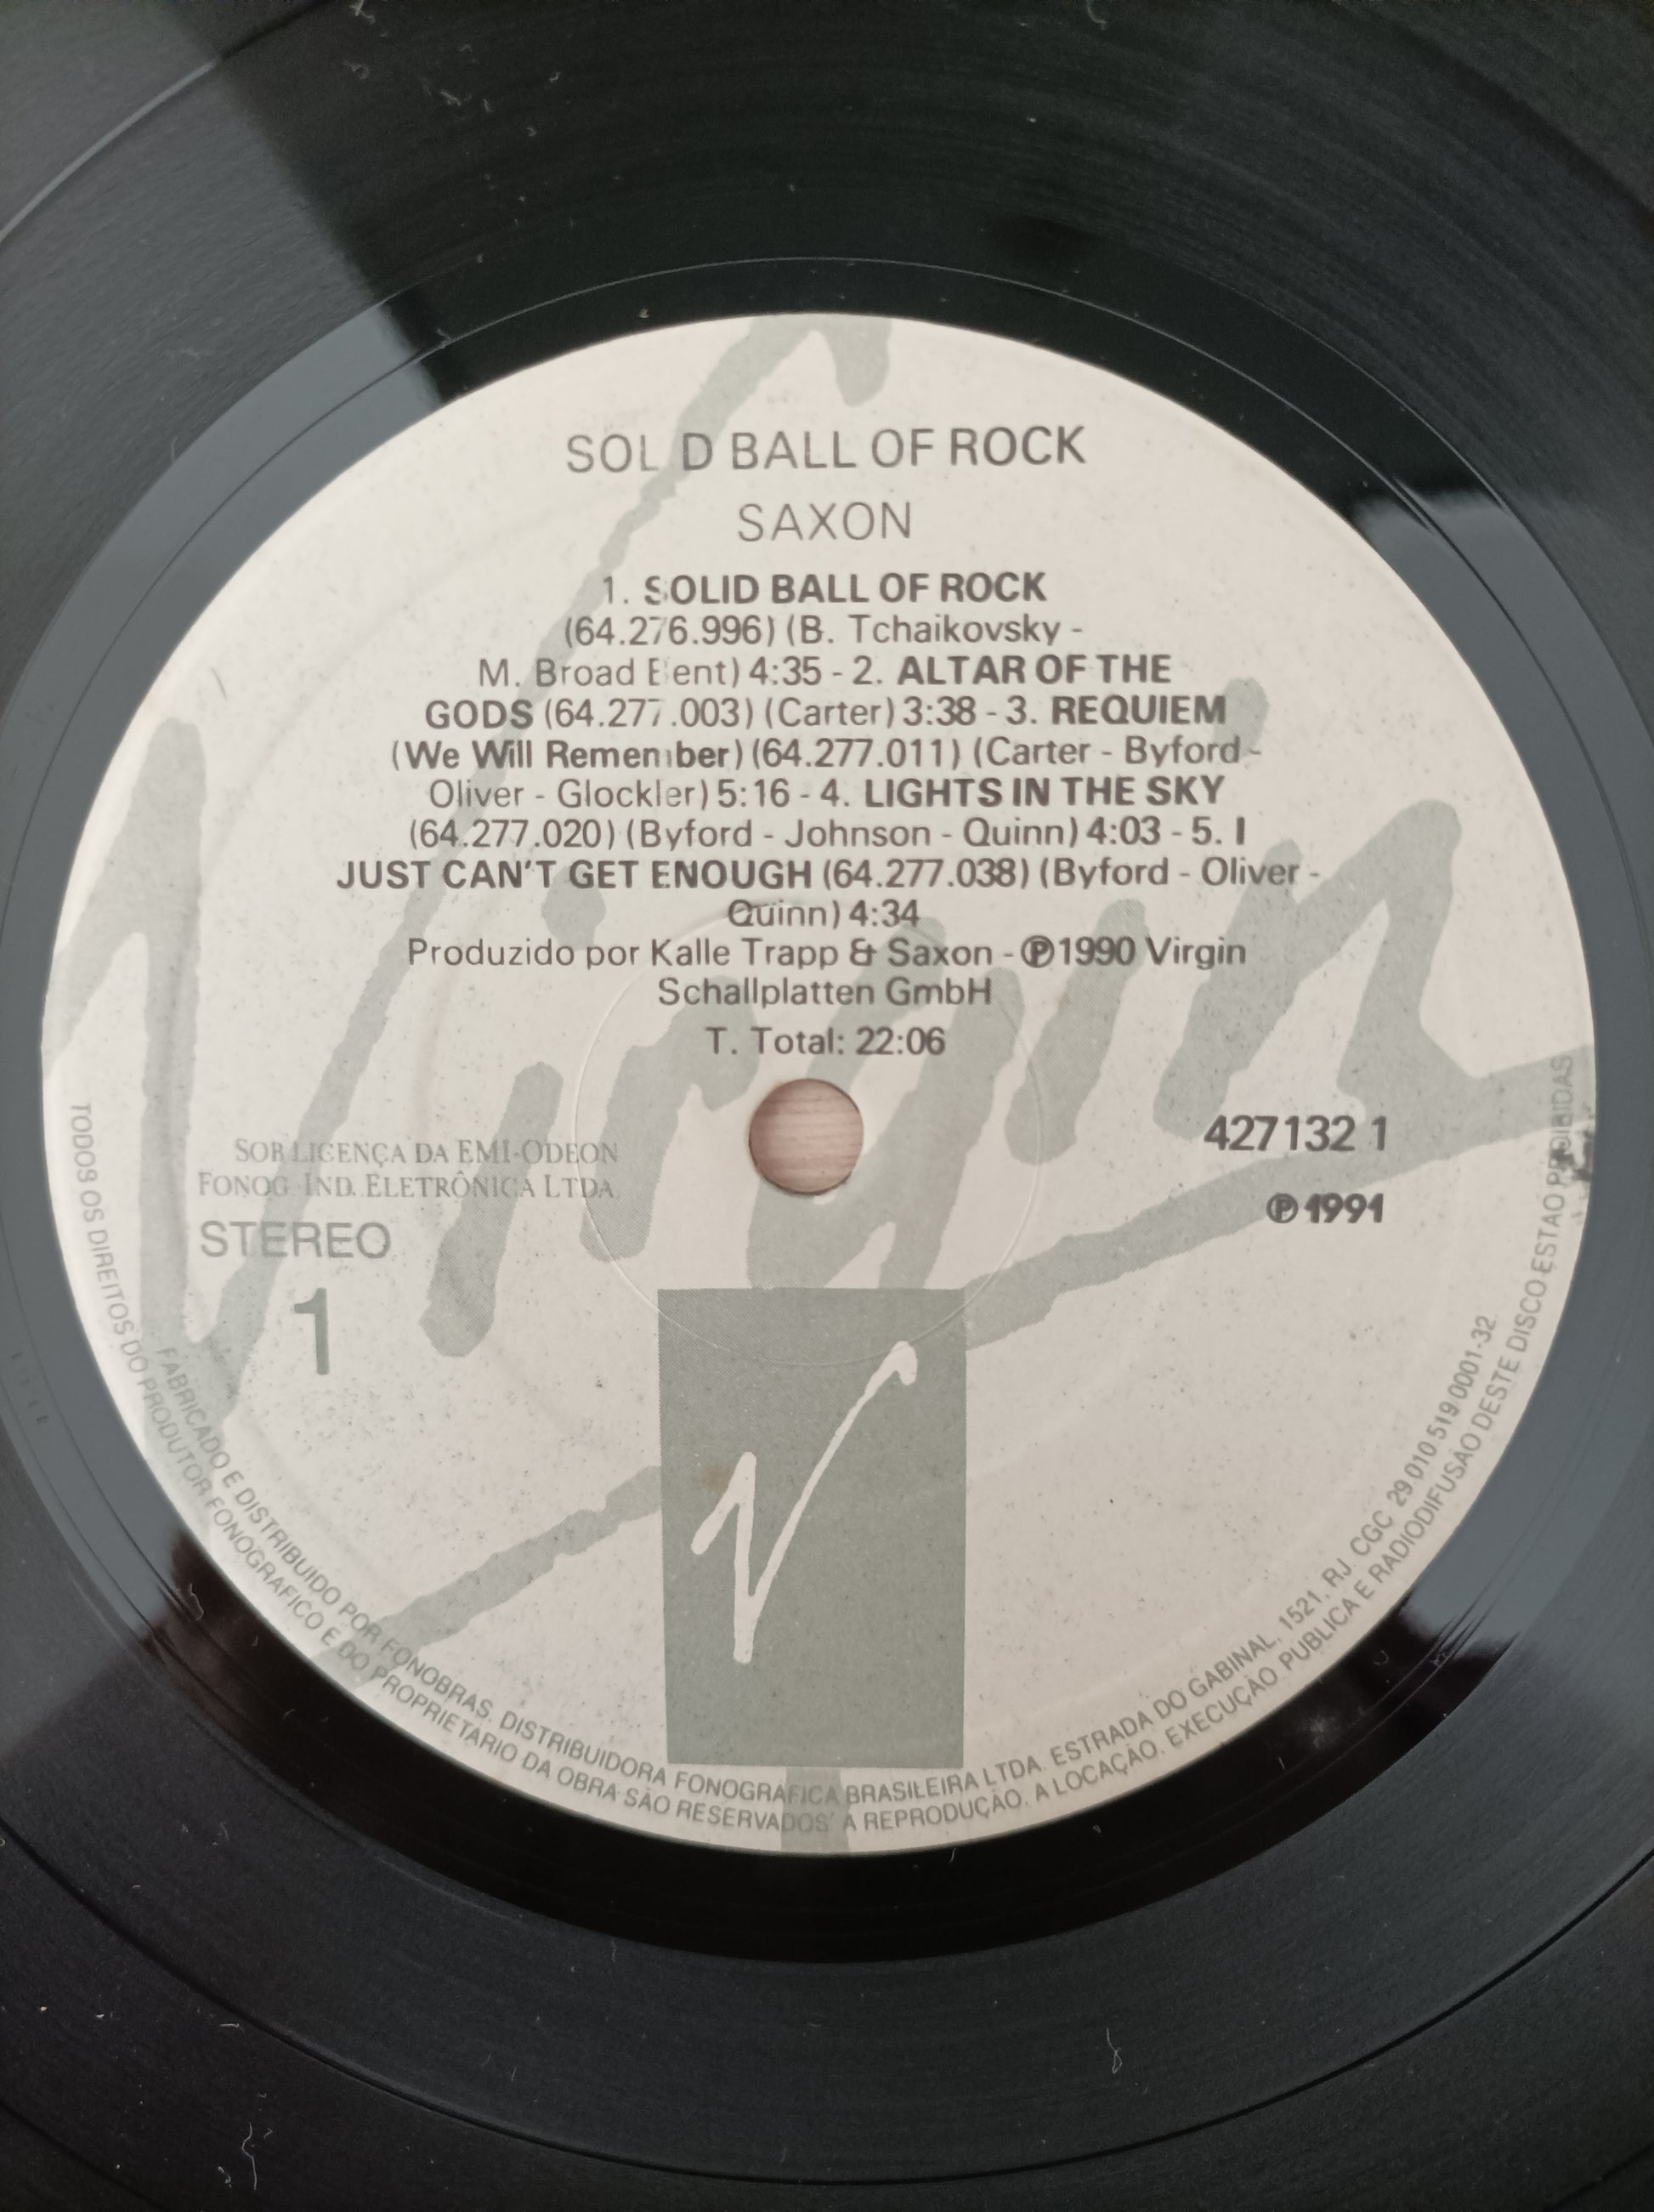 SOL D BALL OF ROCK
SAXON
1. SOLID BALL OF ROCK
(64.276.996) (B. Tchaikovsky -
M. Broad Bent) 4:35 - 2. ALTAR OF THE
GODS (64.277.003) (Carter) 3:38 - 3. REQUIEM
(We Will Remember) (64.277.011) (Carter - Byford -
Oliver - Glockler) 5:16 - 4. LIGHTS IN THE SKY
(64.277.020) (Byford - Johnson - Quinn) 4:03 - 5. I
JUST CAN'T GET ENOUGH (64.277.038) (Byford - Oliver -
Quinn) 4:34
Produzido por Kalle Trapp & Saxon - ℗1990 Virgin
Schallplatten GmbH
T. Total: 22:06
Virgin
SOB LICENÇA DA EMI-ODEON
FONOG. IND. ELETRÔNICA LTDA.
STEREO
1
427132 1
℗ 1991
V
FABRICADO E DISTRIBUIDO POR FONOBRAS. DISTRIBUIDORA FONOGRAFICA BRASILEIRA LTDA. ESTRADA DO GABINAL, 1521, RJ. CGC 29.010.519.0001-32
TODOS OS DIREITOS DO PRODUTOR FONOGRAFICO E DO PROPRIETARIO DA OBRA SÃO RESERVADOS A REPRODUÇÃO. A LOCAÇÃO. EXECUÇÃO PUBLICA E RADIODIFUSÃO DESTE DISCO ESTAO PROIBIDAS